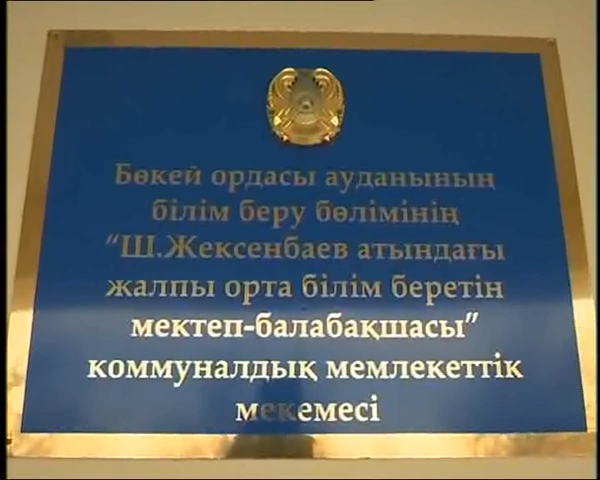 Бөкей ордасы ауданының
білім беру бөлімінің
“Ш.Жексенбаев атындағы
жалпы орта білім беретін
мектеп-балабақшасы”
коммуналдық мемлекеттік
мекемесі